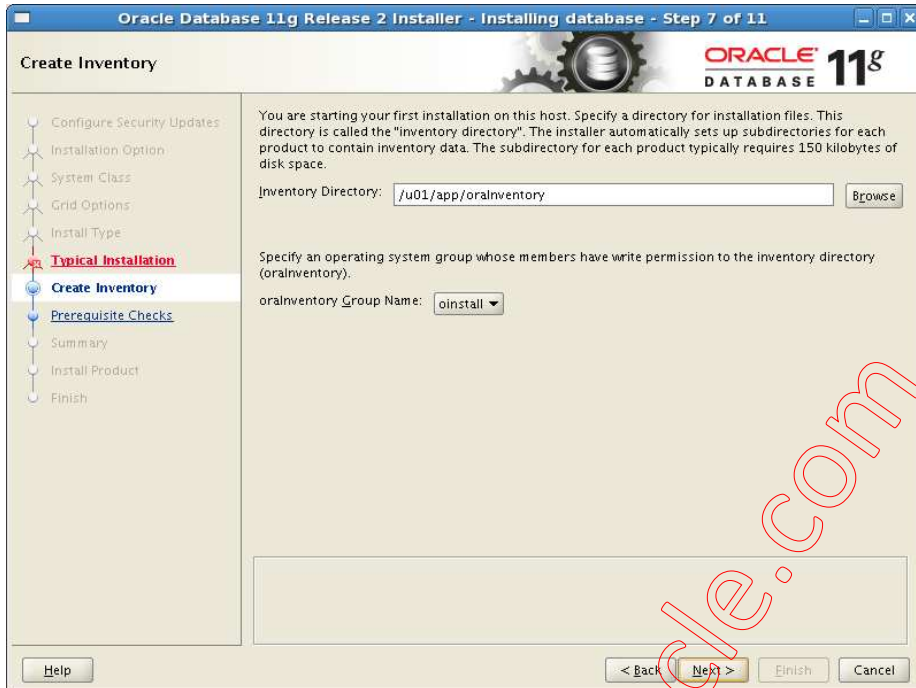 Oracle Database 11g Release 2 Installer - Installing database - Step 7 of 11
Create Inventory
ORACLE
DATABASE
11g
Configure Security Updates
Installation Option
System Class
Grid Options
Install Type
Typical Installation
Create Inventory
Prerequisite Checks
Summary
Install Product
Finish
You are starting your first installation on this host. Specify a directory for installation files. This
directory is called the "inventory directory". The installer automatically sets up subdirectories for each
product to contain inventory data. The subdirectory for each product typically requires 150 kilobytes of
disk space.
Inventory Directory: /u01/app/oraInventory Browse
Specify an operating system group whose members have write permission to the inventory directory
(oraInventory).
oraInventory Group Name: oinstall
Help < Back Next > Finish Cancel
cle.com